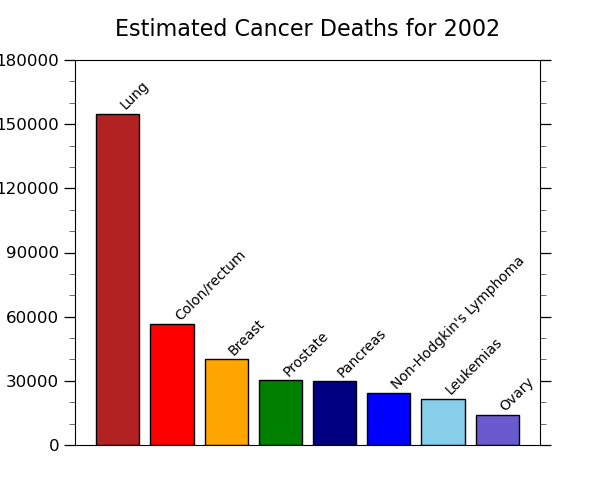 Estimated Cancer Deaths for 2002
180000
150000
120000
90000
60000
30000
0
Lung
Colon/rectum
Breast
Prostate
Pancreas
Non-Hodgkin's Lymphoma
Leukemias
Ovary